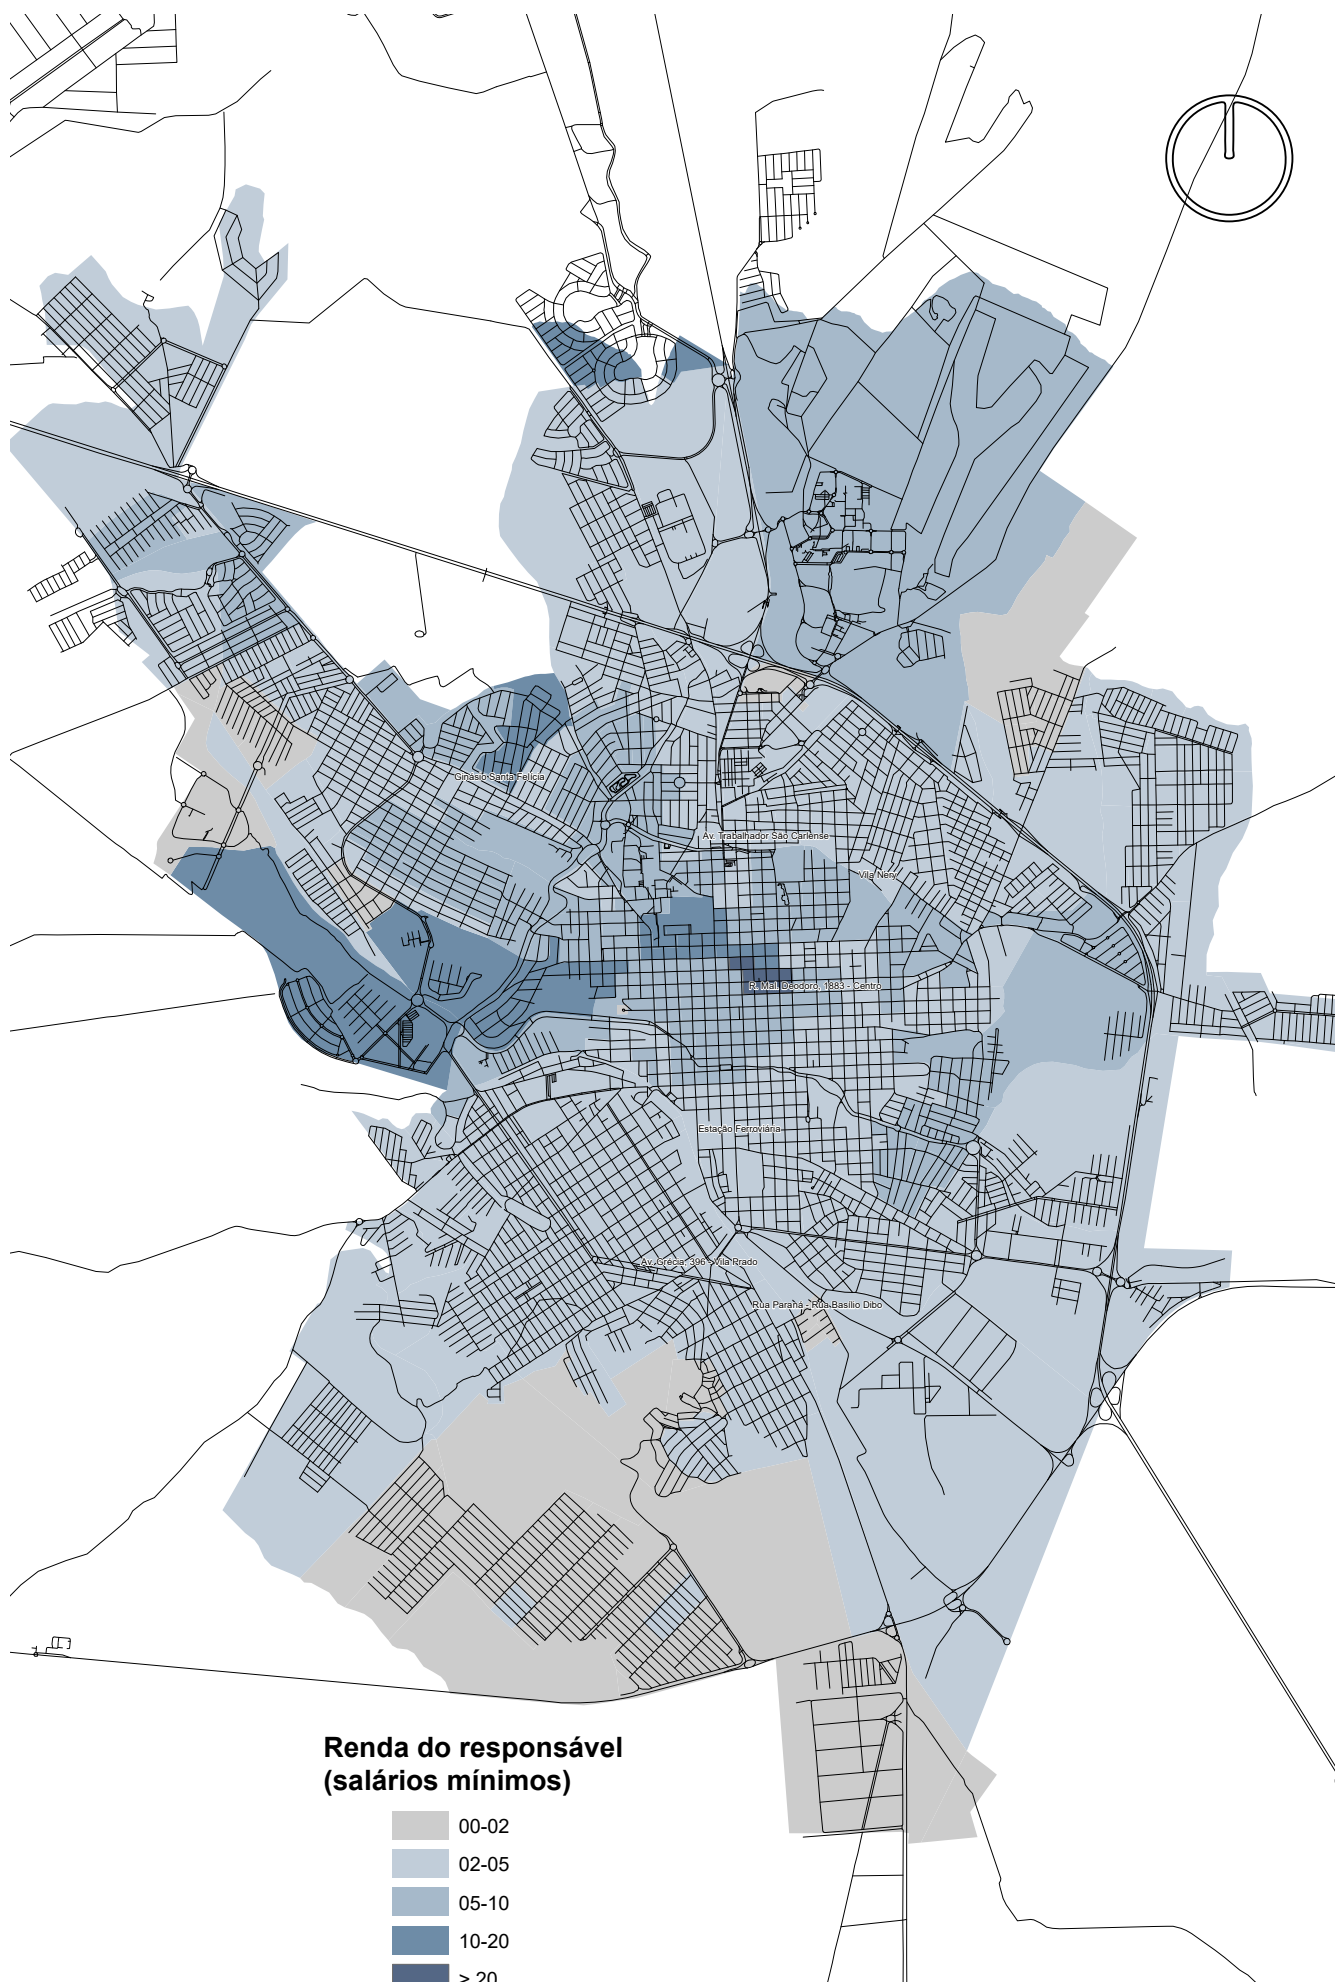 Ginásio Santa Felícia
Av. Trabalhador São Carlense
Vila Nery
R. Mal. Deodoro, 1883 - Centro
Estação Ferroviária
Av. Grécia, 396 - Vila Prado
Rua Paraná - Rua Basílio Dibo
Renda do responsável
(salários mínimos)
00-02
02-05
05-10
10-20
> 20